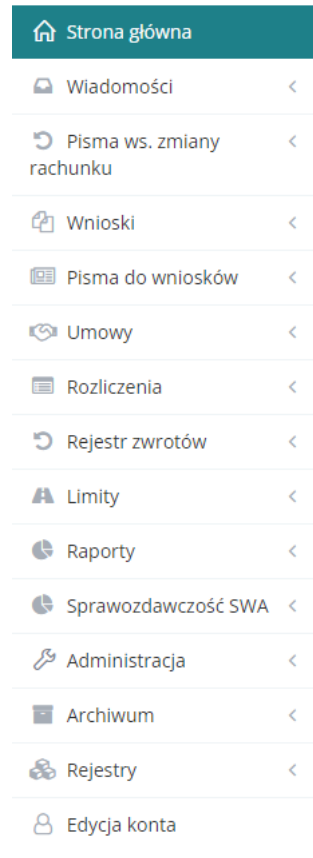 Strona główna
Wiadomości
Pisma ws. zmiany
rachunku
Wnioski
Pisma do wniosków
Umowy
Rozliczenia
Rejestr zwrotów
Limity
Raporty
Sprawozdawczość SWA
Administracja
Archiwum
Rejestry
Edycja konta